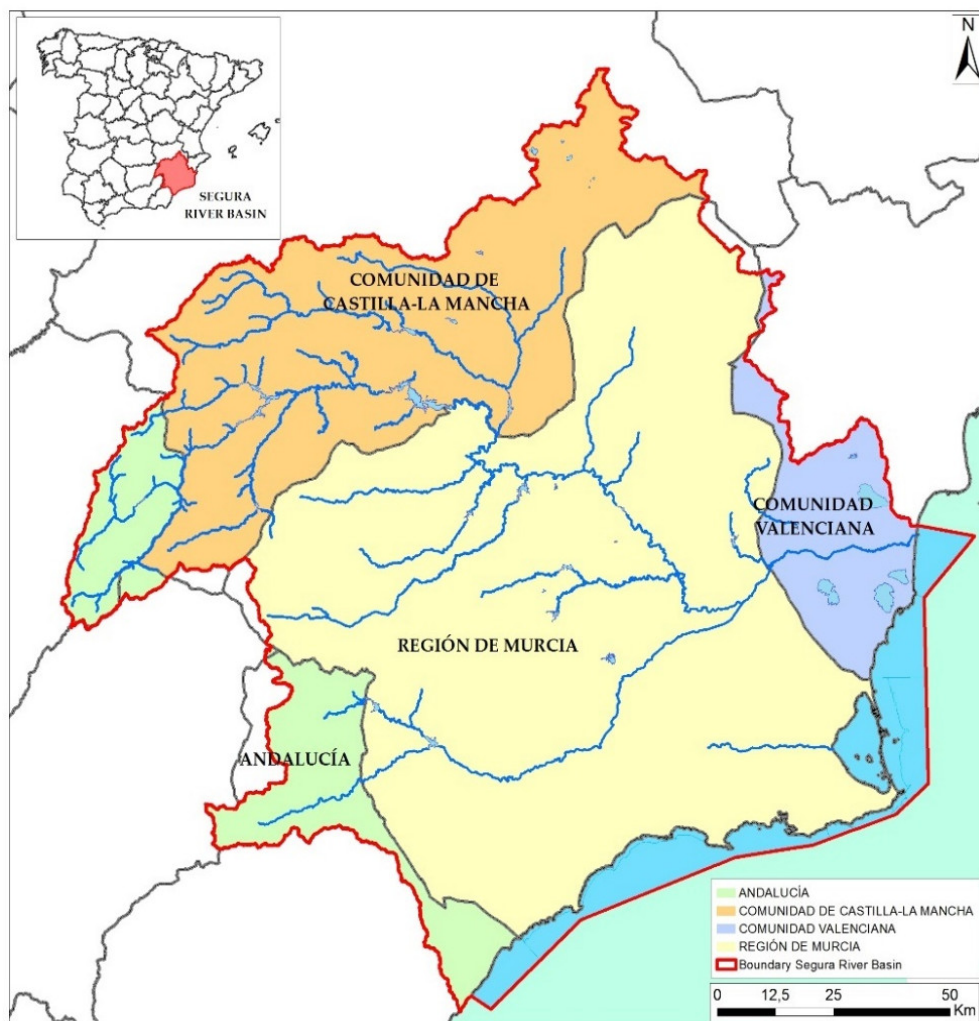 SEGURA
RIVER BASIN
N
COMUNIDAD DE
CASTILLA-LA MANCHA
COMUNIDAD
VALENCIANA
REGIÓN DE MURCIA
ANDALUCÍA
ANDALUCÍA
COMUNIDAD DE CASTILLA-LA MANCHA
COMUNIDAD VALENCIANA
REGIÓN DE MURCIA
Boundary Segura River Basin
0 12,5 25 50
Km